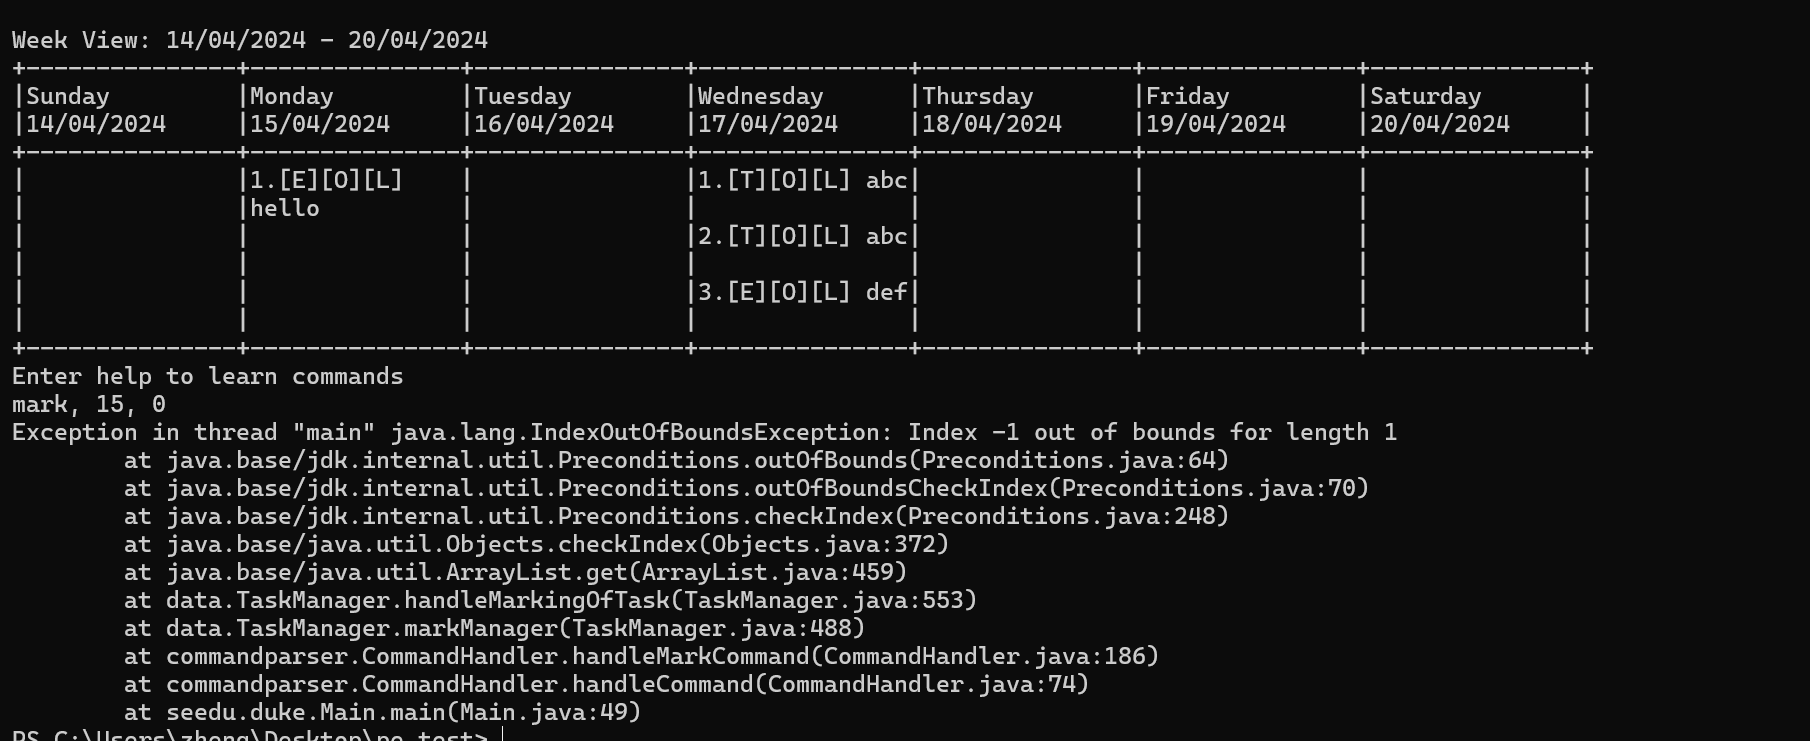 Week View: 14/04/2024 - 20/04/2024
+---------------+---------------+---------------+---------------+---------------+---------------+---------------+
|Sunday         |Monday         |Tuesday        |Wednesday      |Thursday       |Friday         |Saturday       |
|14/04/2024     |15/04/2024     |16/04/2024     |17/04/2024     |18/04/2024     |19/04/2024     |20/04/2024     |
+---------------+---------------+---------------+---------------+---------------+---------------+---------------+
|               |1.[E][O][L]    |               |1.[T][O][L] abc|               |               |               |
|               |hello          |               |               |               |               |               |
|               |               |               |2.[T][O][L] abc|               |               |               |
|               |               |               |               |               |               |               |
|               |               |               |3.[E][O][L] def|               |               |               |
|               |               |               |               |               |               |               |
+---------------+---------------+---------------+---------------+---------------+---------------+---------------+
Enter help to learn commands
mark, 15, 0
Exception in thread "main" java.lang.IndexOutOfBoundsException: Index -1 out of bounds for length 1
        at java.base/jdk.internal.util.Preconditions.outOfBounds(Preconditions.java:64)
        at java.base/jdk.internal.util.Preconditions.outOfBoundsCheckIndex(Preconditions.java:70)
        at java.base/jdk.internal.util.Preconditions.checkIndex(Preconditions.java:248)
        at java.base/java.util.Objects.checkIndex(Objects.java:372)
        at java.base/java.util.ArrayList.get(ArrayList.java:459)
        at data.TaskManager.handleMarkingOfTask(TaskManager.java:553)
        at data.TaskManager.markManager(TaskManager.java:488)
        at commandparser.CommandHandler.handleMarkCommand(CommandHandler.java:186)
        at commandparser.CommandHandler.handleCommand(CommandHandler.java:74)
        at seedu.duke.Main.main(Main.java:49)
PS C:\Users\zhong\Desktop\pe test>